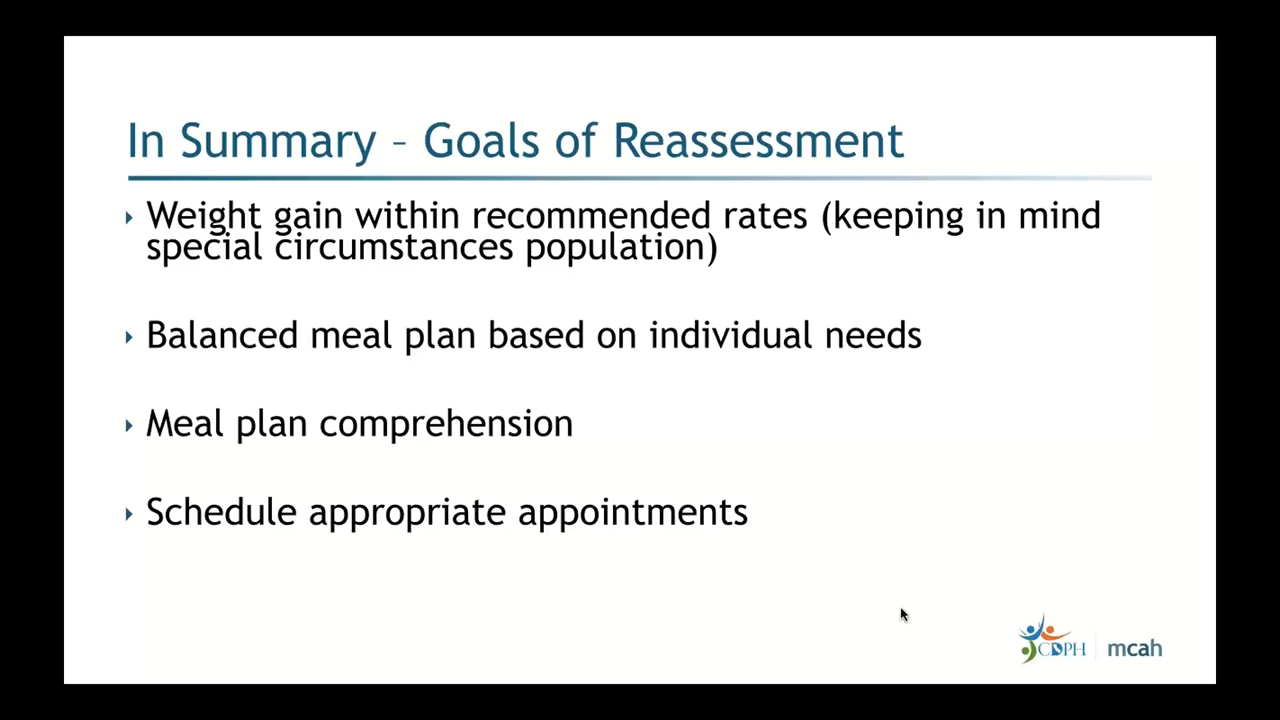 In Summary – Goals of Reassessment
Weight gain within recommended rates (keeping in mind
special circumstances population)
Balanced meal plan based on individual needs
Meal plan comprehension
Schedule appropriate appointments
CDPH mcah